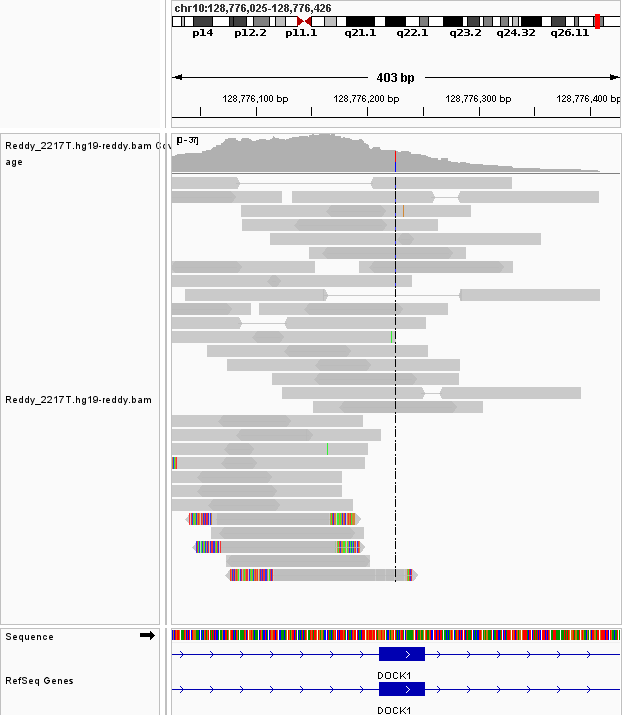 chr10:128,776,025-128,776,426
p14 p12.2 p11.1 q21.1 q22.1 q23.2 q24.32 q26.11
403 bp
128,776,100 bp 128,776,200 bp 128,776,300 bp 128,776,400 bp
Reddy_2217T.hg19-reddy.bam Cov
age
[0 - 37]
Reddy_2217T.hg19-reddy.bam
Sequence
RefSeq Genes
DOCK1
DOCK1